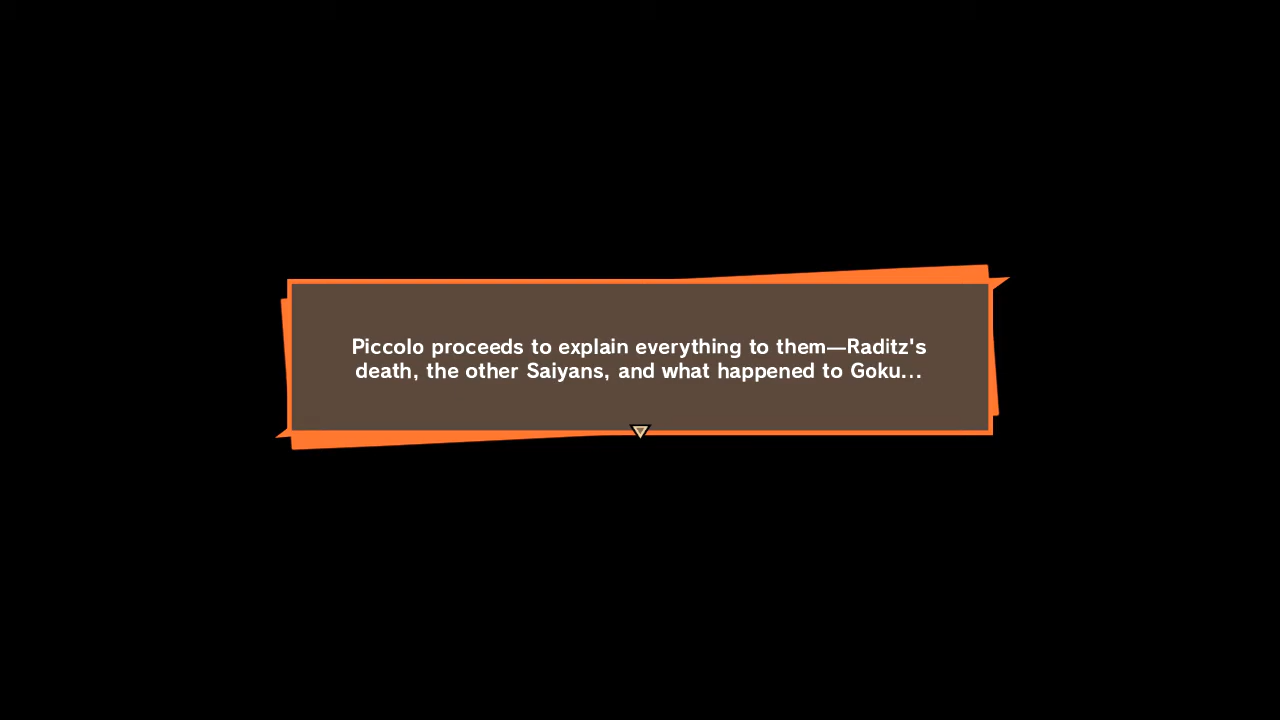 Piccolo proceeds to explain everything to them—Raditz's
death, the other Saiyans, and what happened to Goku...